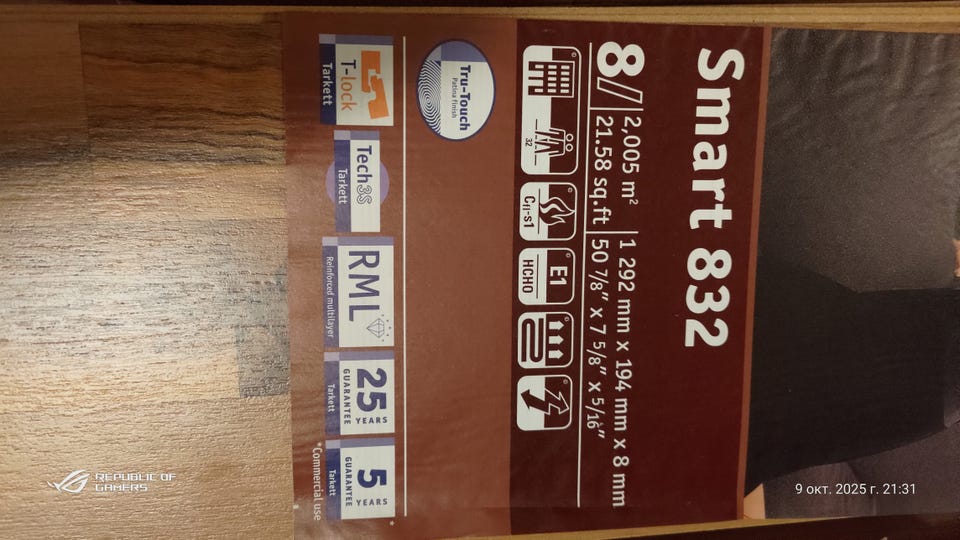 Smart 832
8// 2,005 m² | 1 292 mm x 194 mm x 8 mm
21.58 sq.ft | 50 7/8” x 7 5/8” x 5/16”
32
Cfl-s1
E1
HCHO
Tru-Touch
Patina finish
T-lock
Tarkett
Tech3S
Tarkett
RML
Reinforced multilayer
25
YEARS
GUARANTEE
Tarkett
5
YEARS
GUARANTEE
Tarkett
*
*Commercial use
REPUBLIC OF
GAMERS
9 окт. 2025 г. 21:31